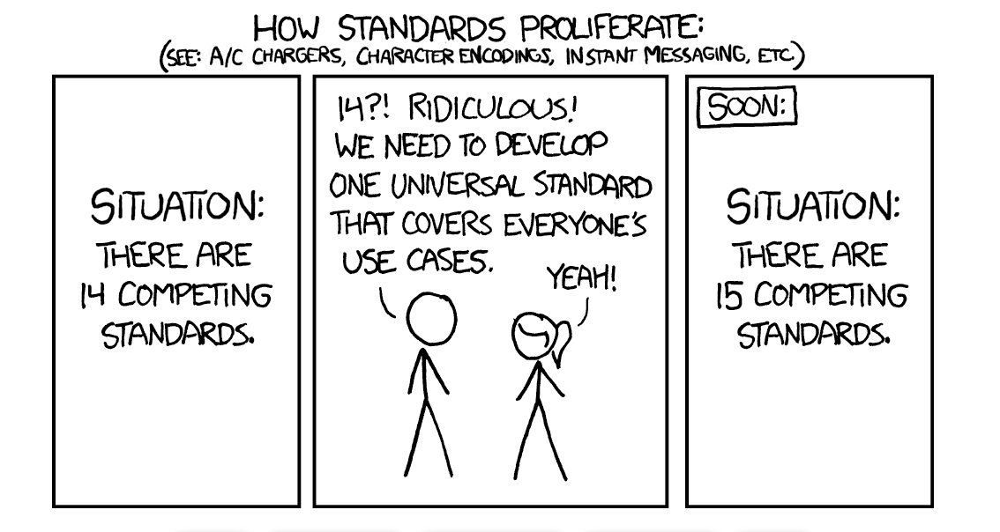 HOW STANDARDS PROLIFERATE:
(SEE: A/C CHARGERS, CHARACTER ENCODINGS, INSTANT MESSAGING, ETC.)
SITUATION:
THERE ARE
14 COMPETING
STANDARDS.
14?! RIDICULOUS!
WE NEED TO DEVELOP
ONE UNIVERSAL STANDARD
THAT COVERS EVERYONE'S
USE CASES.
YEAH!
SOON:
SITUATION:
THERE ARE
15 COMPETING
STANDARDS.